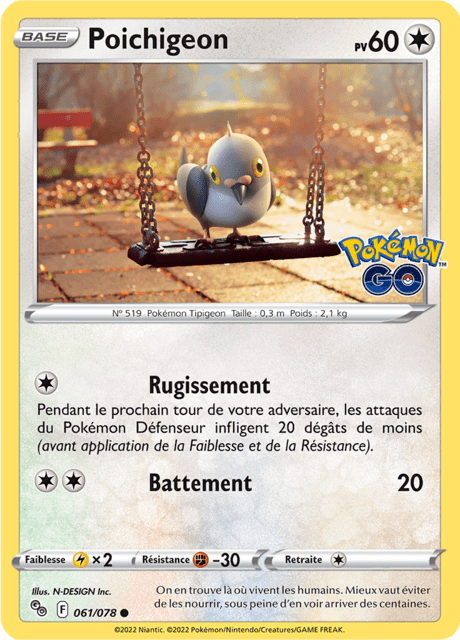 BASE Poichigeon PV60
POKÉMON™
GO
N° 519 Pokémon Tipigeon Taille : 0,3 m Poids : 2,1 kg
Rugissement
Pendant le prochain tour de votre adversaire, les attaques
du Pokémon Défenseur infligent 20 dégâts de moins
(avant application de la Faiblesse et de la Résistance).
Battement 20
Faiblesse ×2 Résistance -30 Retraite
Illus. N-DESIGN Inc.
On en trouve là où vivent les humains. Mieux vaut éviter
de les nourrir, sous peine d'en voir arriver des centaines.
F 061/078
©2022 Niantic. ©2022 Pokémon/Nintendo/Creatures/GAME FREAK.